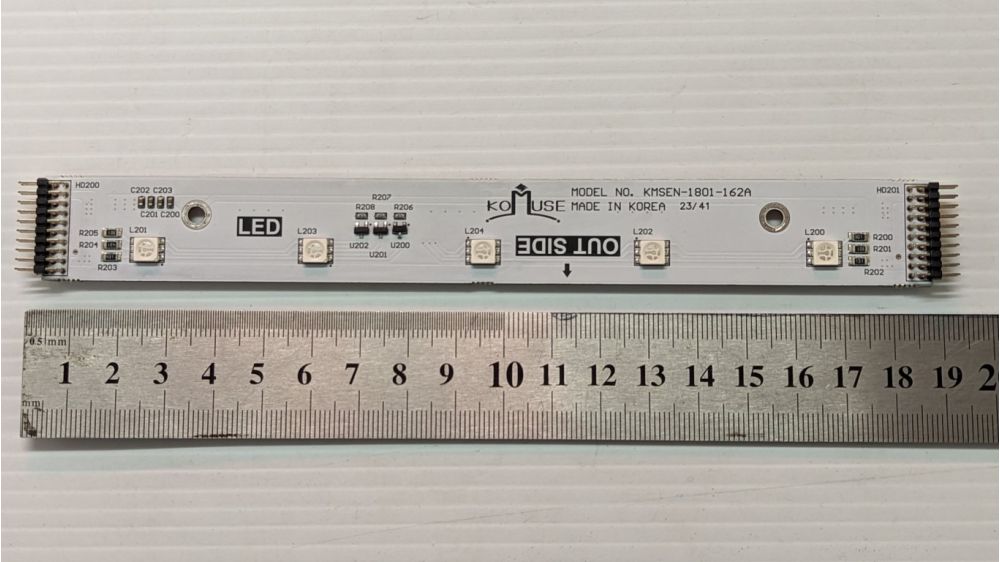 HD200
C202 C203
C201 C200
R205
R204
R203
L201
LED
L203
R207
R208 R206
U202 U200
U201
L204
KOMUSE
MODEL NO. KMSEN-1801-162A
MADE IN KOREA 23/41
OUT SIDE
L202
L200
HD201
R200
R201
R202
0.5 mm
1 2 3 4 5 6 7 8 9 10 11 12 13 14 15 16 17 18 19 2
mm